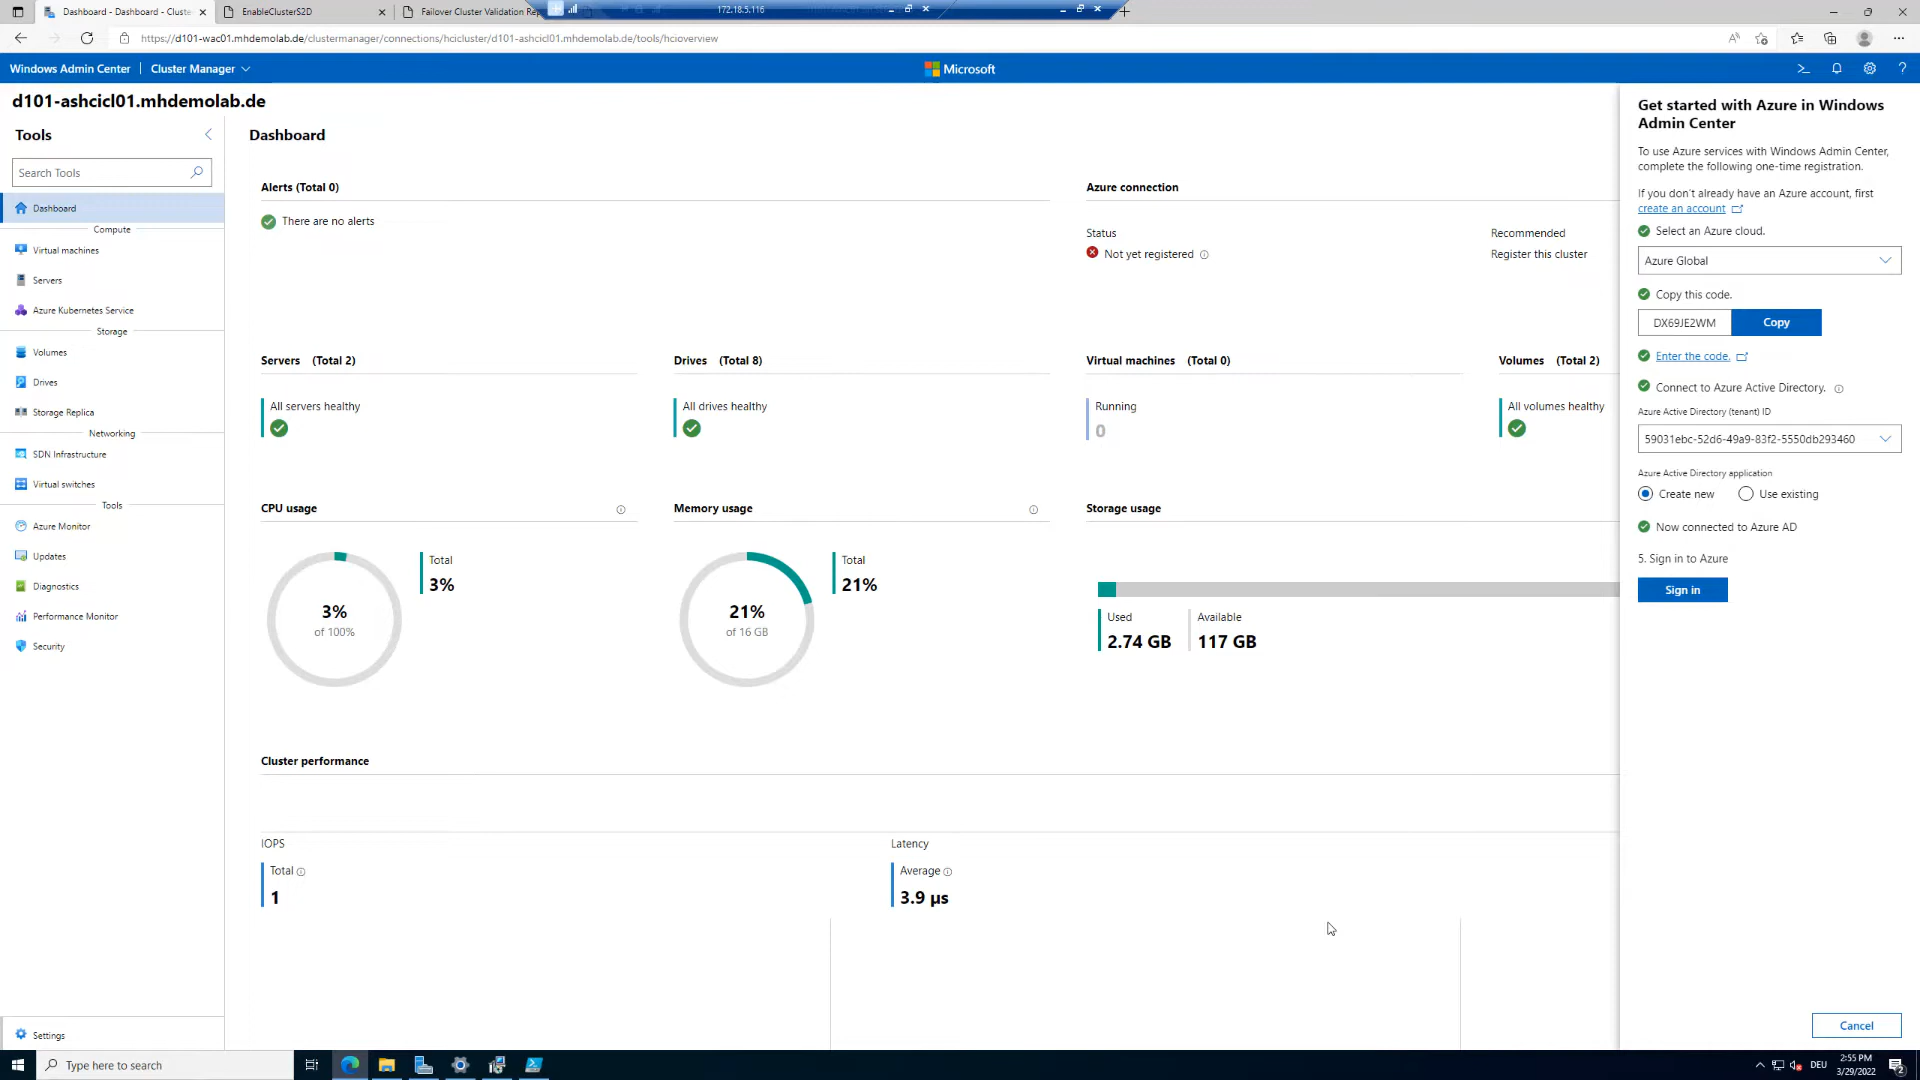 Dashboard - Dashboard - Cluste
EnableClusterS2D
Failover Cluster Validation Rep
172.18.5.116
https://d101-wac01.mhdemolab.de/clustermanager/connections/hcicluster/d101-ashcicl01.mhdemolab.de/tools/hcioverview
Windows Admin Center
Cluster Manager
Microsoft
d101-ashcicl01.mhdemolab.de
Tools
Search Tools
Dashboard
Compute
Virtual machines
Servers
Azure Kubernetes Service
Storage
Volumes
Drives
Storage Replica
Networking
SDN Infrastructure
Virtual switches
Tools
Azure Monitor
Updates
Diagnostics
Performance Monitor
Security
Settings
Dashboard
Alerts (Total 0)
There are no alerts
Azure connection
Status
Not yet registered
Recommended
Register this cluster
Servers (Total 2)
All servers healthy
Drives (Total 8)
All drives healthy
Virtual machines (Total 0)
Running
0
Volumes (Total 2)
All volumes healthy
CPU usage
3%
of 100%
Total
3%
Memory usage
21%
of 16 GB
Total
21%
Storage usage
Used
2.74 GB
Available
117 GB
Cluster performance
IOPS
Total
1
Latency
Average
3.9 µs
Get started with Azure in Windows
Admin Center
To use Azure services with Windows Admin Center,
complete the following one-time registration.
If you don't already have an Azure account, first
create an account
Select an Azure cloud.
Azure Global
Copy this code.
DX69JE2WM
Copy
Enter the code.
Connect to Azure Active Directory.
Azure Active Directory (tenant) ID
59031ebc-52d6-49a9-83f2-5550db293460
Azure Active Directory application
Create new
Use existing
Now connected to Azure AD
5. Sign in to Azure
Sign in
Cancel
Type here to search
DEU
2:55 PM
3/29/2022
2